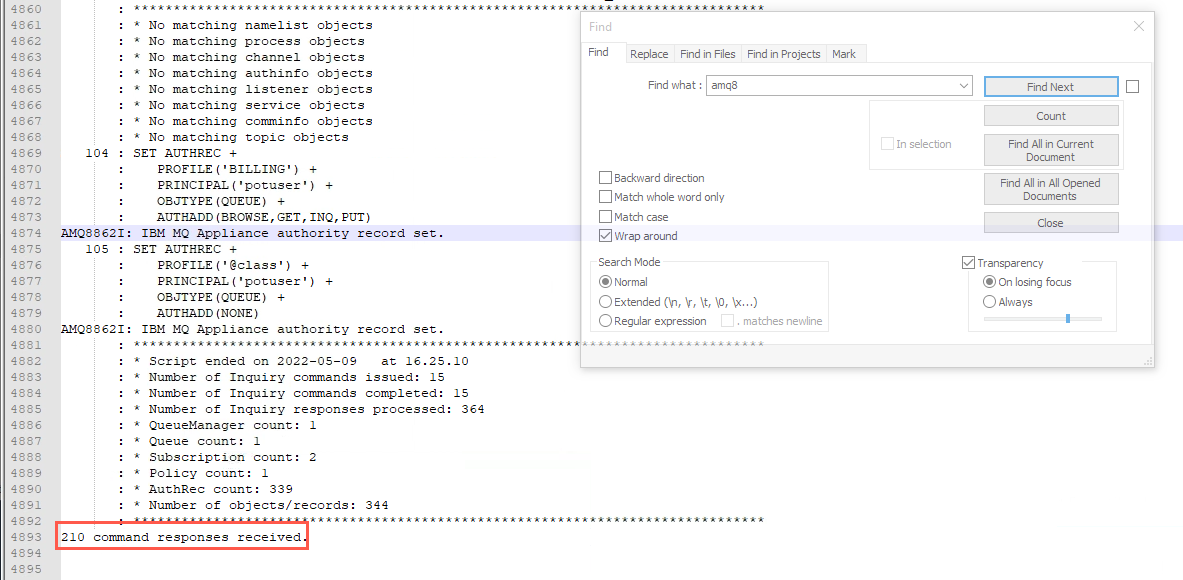 4860 : *******************************************************************************
4861 : * No matching namelist objects
4862 : * No matching process objects
4863 : * No matching channel objects
4864 : * No matching authinfo objects
4865 : * No matching listener objects
4866 : * No matching service objects
4867 : * No matching comminfo objects
4868 : * No matching topic objects
4869 104 : SET AUTHREC +
4870 : PROFILE('BILLING') +
4871 : PRINCIPAL('potuser') +
4872 : OBJTYPE(QUEUE) +
4873 : AUTHADD(BROWSE,GET,INQ,PUT)
4874 AMQ8862I: IBM MQ Appliance authority record set.
4875 105 : SET AUTHREC +
4876 : PROFILE('@class') +
4877 : PRINCIPAL('potuser') +
4878 : OBJTYPE(QUEUE) +
4879 : AUTHADD(NONE)
4880 AMQ8862I: IBM MQ Appliance authority record set.
4881 : *******************************************************************************
4882 : * Script ended on 2022-05-09   at 16.25.10
4883 : * Number of Inquiry commands issued: 15
4884 : * Number of Inquiry commands completed: 15
4885 : * Number of Inquiry responses processed: 364
4886 : * QueueManager count: 1
4887 : * Queue count: 1
4888 : * Subscription count: 2
4889 : * Policy count: 1
4890 : * AuthRec count: 339
4891 : * Number of objects/records: 344
4892 : *******************************************************************************
4893 210 command responses received.
4894
4895
Find
Find Replace Find in Files Find in Projects Mark
Find what : amq8
Find Next
Count
In selection
Find All in Current
Document
Find All in All Opened
Documents
Close
Backward direction
Match whole word only
Match case
Wrap around
Search Mode
Normal
Extended (\n, \r, \t, \0, \x...)
Regular expression
. matches newline
Transparency
On losing focus
Always